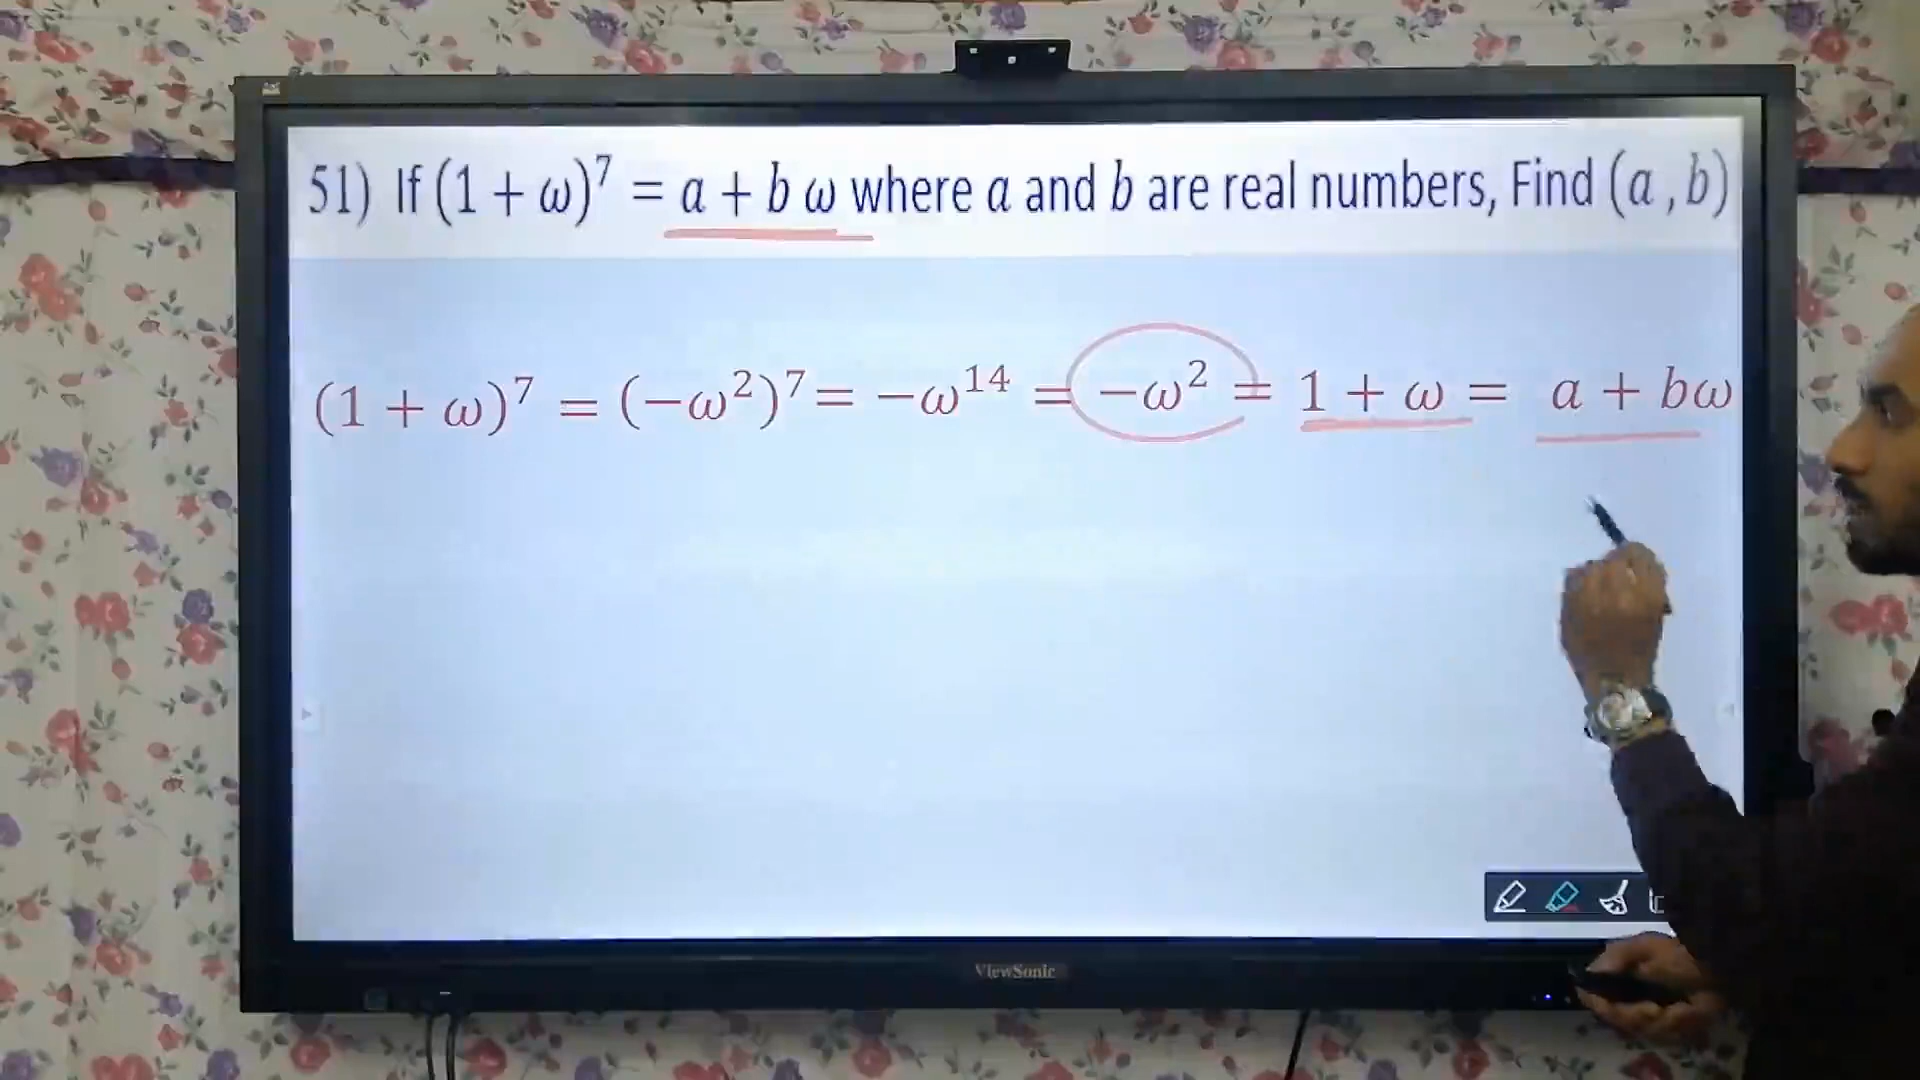 51) If (1 + ω)⁷ = a + b ω where a and b are real numbers, Find (a , b)
(1 + ω)⁷ = (−ω²)⁷ = −ω¹⁴ = −ω² = 1 + ω = a + bω
ViewSonic